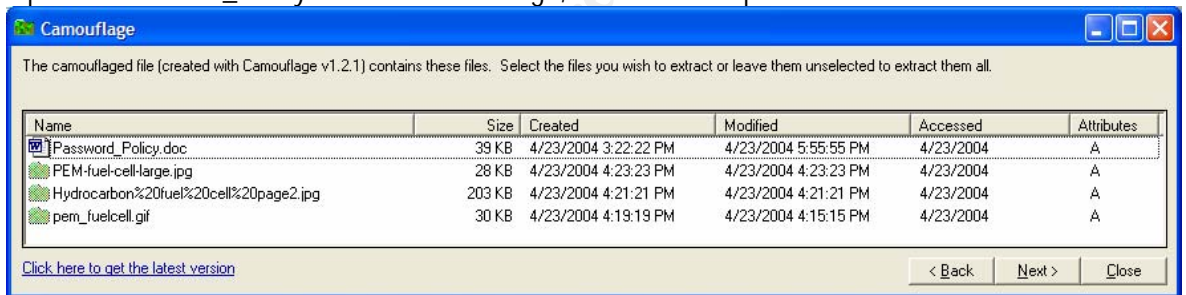 Camouflage
The camouflaged file (created with Camouflage v1.2.1) contains these files. Select the files you wish to extract or leave them unselected to extract them all.
Name Size Created Modified Accessed Attributes
Password_Policy.doc 39 KB 4/23/2004 3:22:22 PM 4/23/2004 5:55:55 PM 4/23/2004 A
PEM-fuel-cell-large.jpg 28 KB 4/23/2004 4:23:23 PM 4/23/2004 4:23:23 PM 4/23/2004 A
Hydrocarbon%20fuel%20cell%20page2.jpg 203 KB 4/23/2004 4:21:21 PM 4/23/2004 4:21:21 PM 4/23/2004 A
pem_fuelcell.gif 30 KB 4/23/2004 4:19:19 PM 4/23/2004 4:15:15 PM 4/23/2004 A
Click here to get the latest version
< Back Next > Close